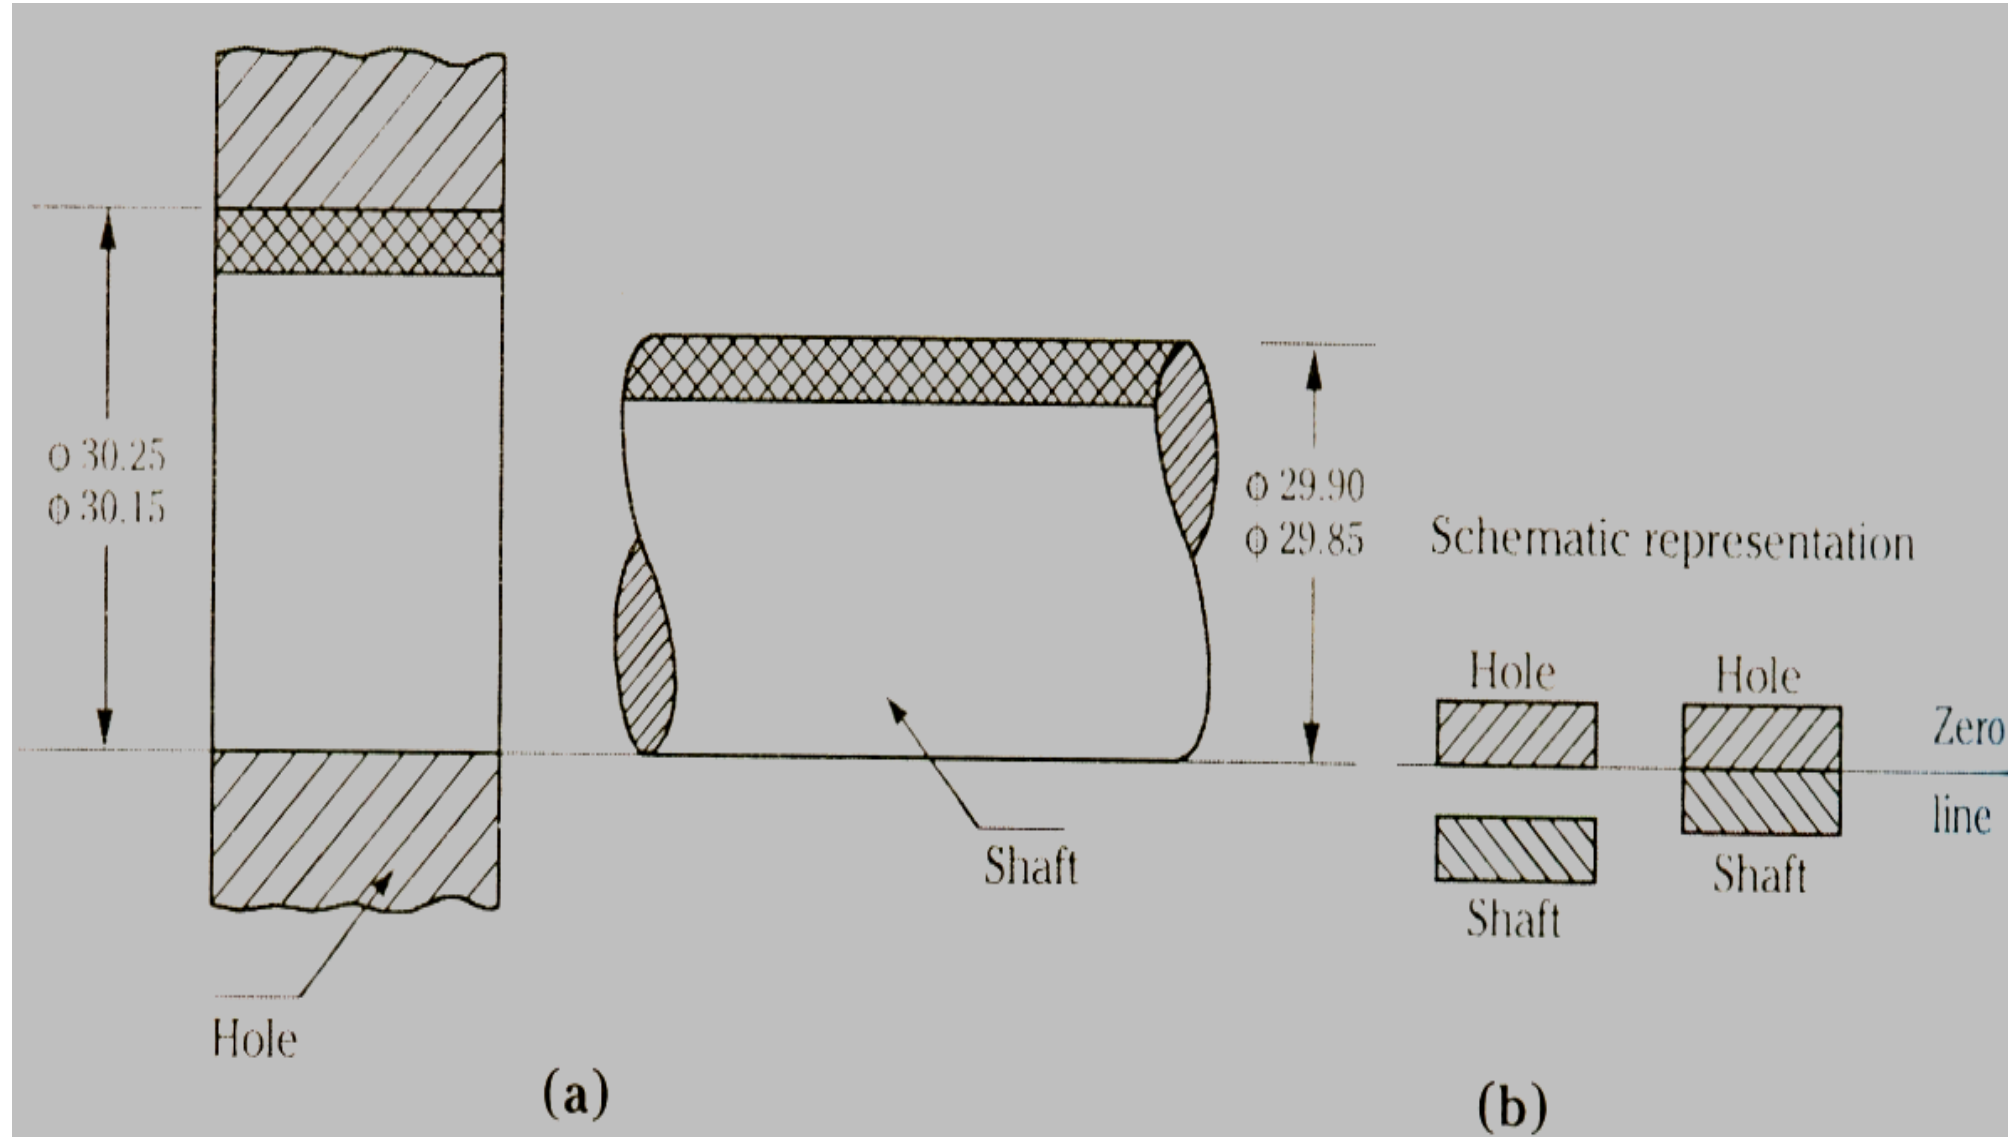 Φ 30.25
Φ 30.15
Hole
Shaft
(a)
Φ 29.90
Φ 29.85
Schematic representation
Hole
Shaft
Hole
Shaft
Zero
line
(b)